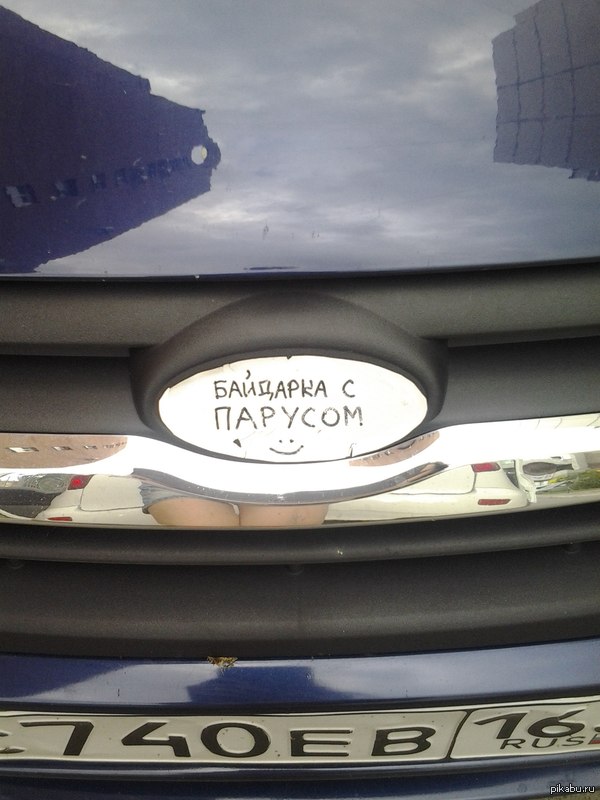 БАЙДАРКА С
ПАРУСОМ
740ЕВ 16
RUS
pikabu.ru